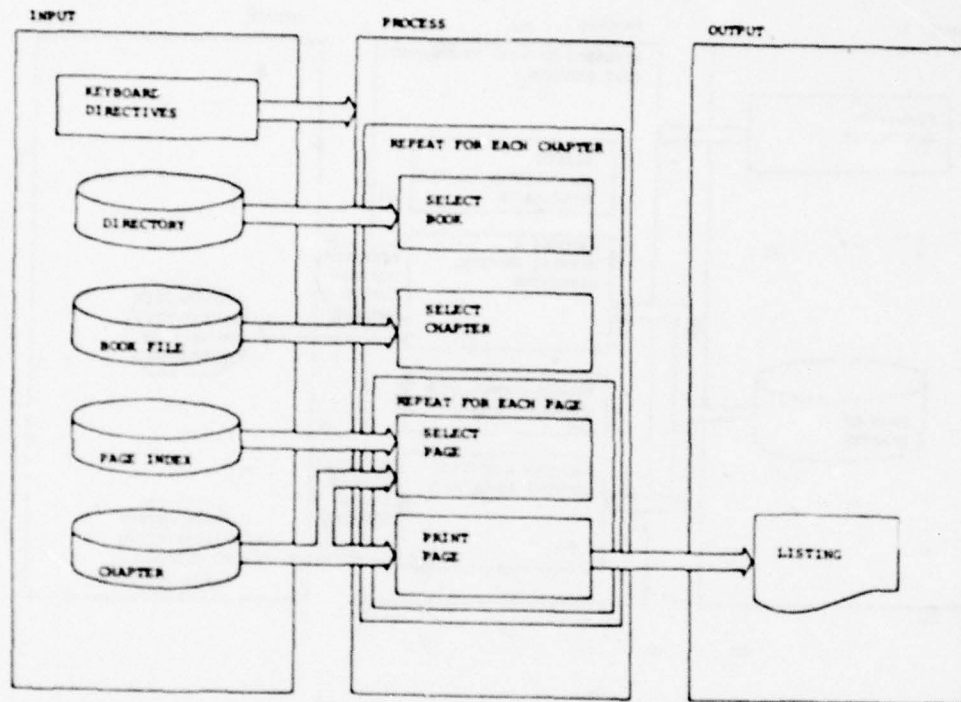 INPUT
PROCESS
OUTPUT
KEYBOARD
DIRECTIVES
REPEAT FOR EACH CHAPTER
DIRECTORY
SELECT
BOOK
BOOK FILE
SELECT
CHAPTER
REPEAT FOR EACH PAGE
PAGE INDEX
SELECT
PAGE
CHAPTER
PRINT
PAGE
LISTING